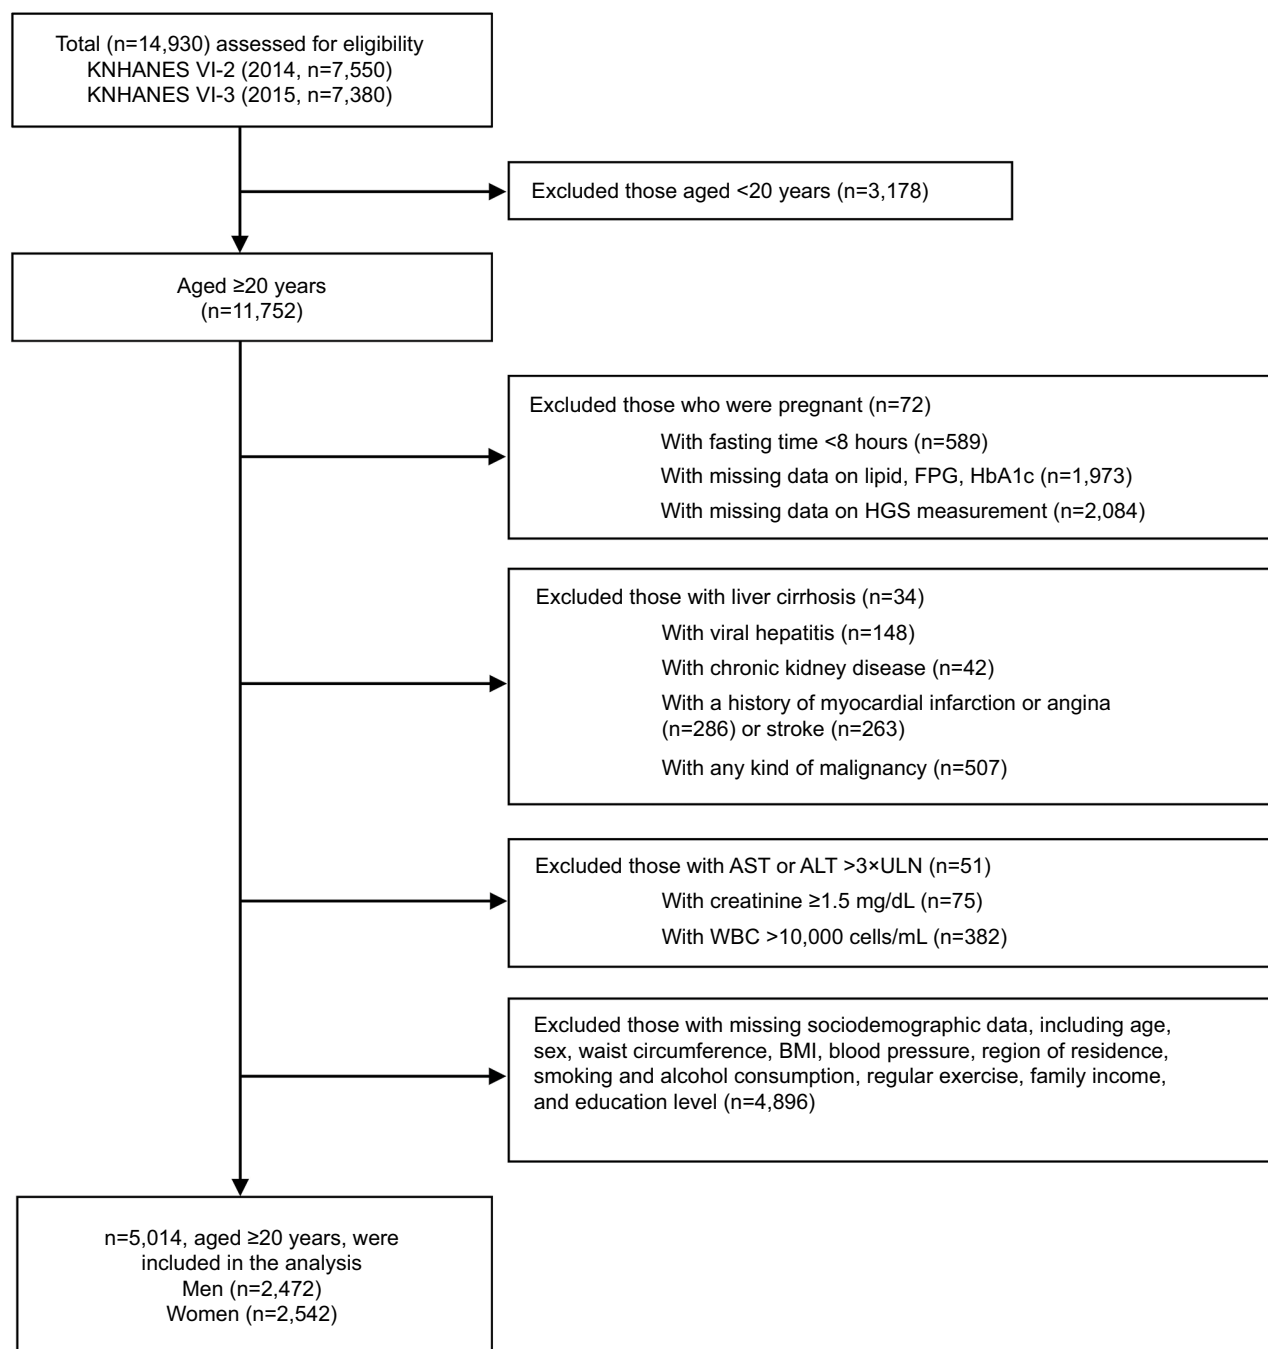 Total (n=14,930) assessed for eligibility
KNHANES VI-2 (2014, n=7,550)
KNHANES VI-3 (2015, n=7,380)
Excluded those aged <20 years (n=3,178)
Aged ≥20 years
(n=11,752)
Excluded those who were pregnant (n=72)
With fasting time <8 hours (n=589)
With missing data on lipid, FPG, HbA1c (n=1,973)
With missing data on HGS measurement (n=2,084)
Excluded those with liver cirrhosis (n=34)
With viral hepatitis (n=148)
With chronic kidney disease (n=42)
With a history of myocardial infarction or angina
(n=286) or stroke (n=263)
With any kind of malignancy (n=507)
Excluded those with AST or ALT >3×ULN (n=51)
With creatinine ≥1.5 mg/dL (n=75)
With WBC >10,000 cells/mL (n=382)
Excluded those with missing sociodemographic data, including age,
sex, waist circumference, BMI, blood pressure, region of residence,
smoking and alcohol consumption, regular exercise, family income,
and education level (n=4,896)
n=5,014, aged ≥20 years, were
included in the analysis
Men (n=2,472)
Women (n=2,542)